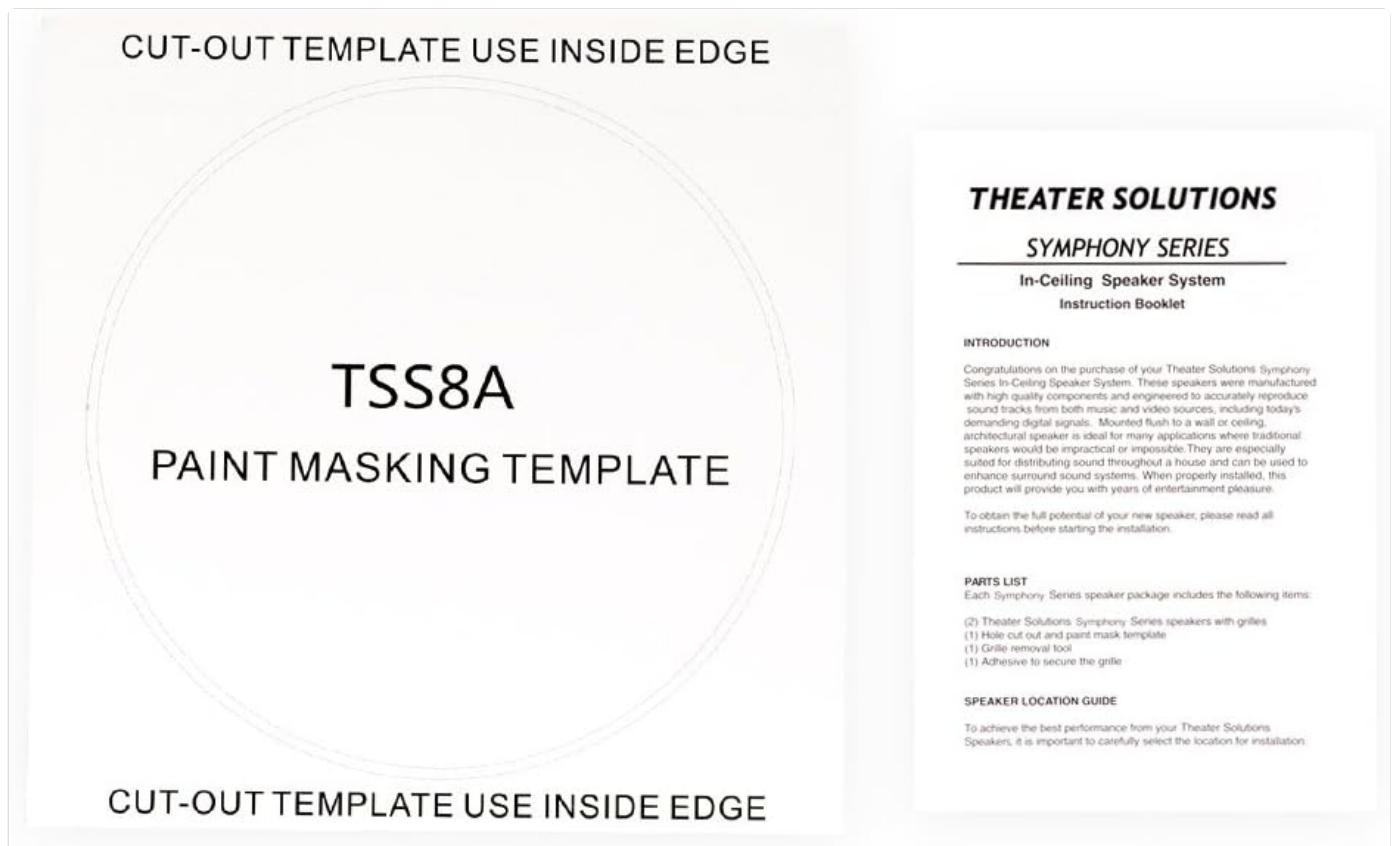 CUT-OUT TEMPLATE USE INSIDE EDGE
TSS8A
PAINT MASKING TEMPLATE
CUT-OUT TEMPLATE USE INSIDE EDGE
THEATER SOLUTIONS
SYMPHONY SERIES
In-Ceiling Speaker System
Instruction Booklet
INTRODUCTION
Congratulations on the purchase of your Theater Solutions Symphony
Series In-Ceiling Speaker System. These speakers were manufactured
with high quality components and engineered to accurately reproduce
sound tracks from both music and video sources, including today's
demanding digital signals. Mounted flush to a wall or ceiling,
architectural speaker is ideal for many applications where traditional
speakers would be impractical or impossible.They are especially
suited for distributing sound throughout a house and can be used to
enhance surround sound systems. When properly installed, this
product will provide you with years of entertainment pleasure.
To obtain the full potential of your new speaker, please read all
instructions before starting the installation.
PARTS LIST
Each Symphony Series speaker package includes the following items:
(2) Theater Solutions Symphony Series speakers with grilles
(1) Hole cut out and paint mask template
(1) Grille removal tool
(1) Adhesive to secure the grille
SPEAKER LOCATION GUIDE
To achieve the best performance from your Theater Solutions
Speakers, it is important to carefully select the location for installation.